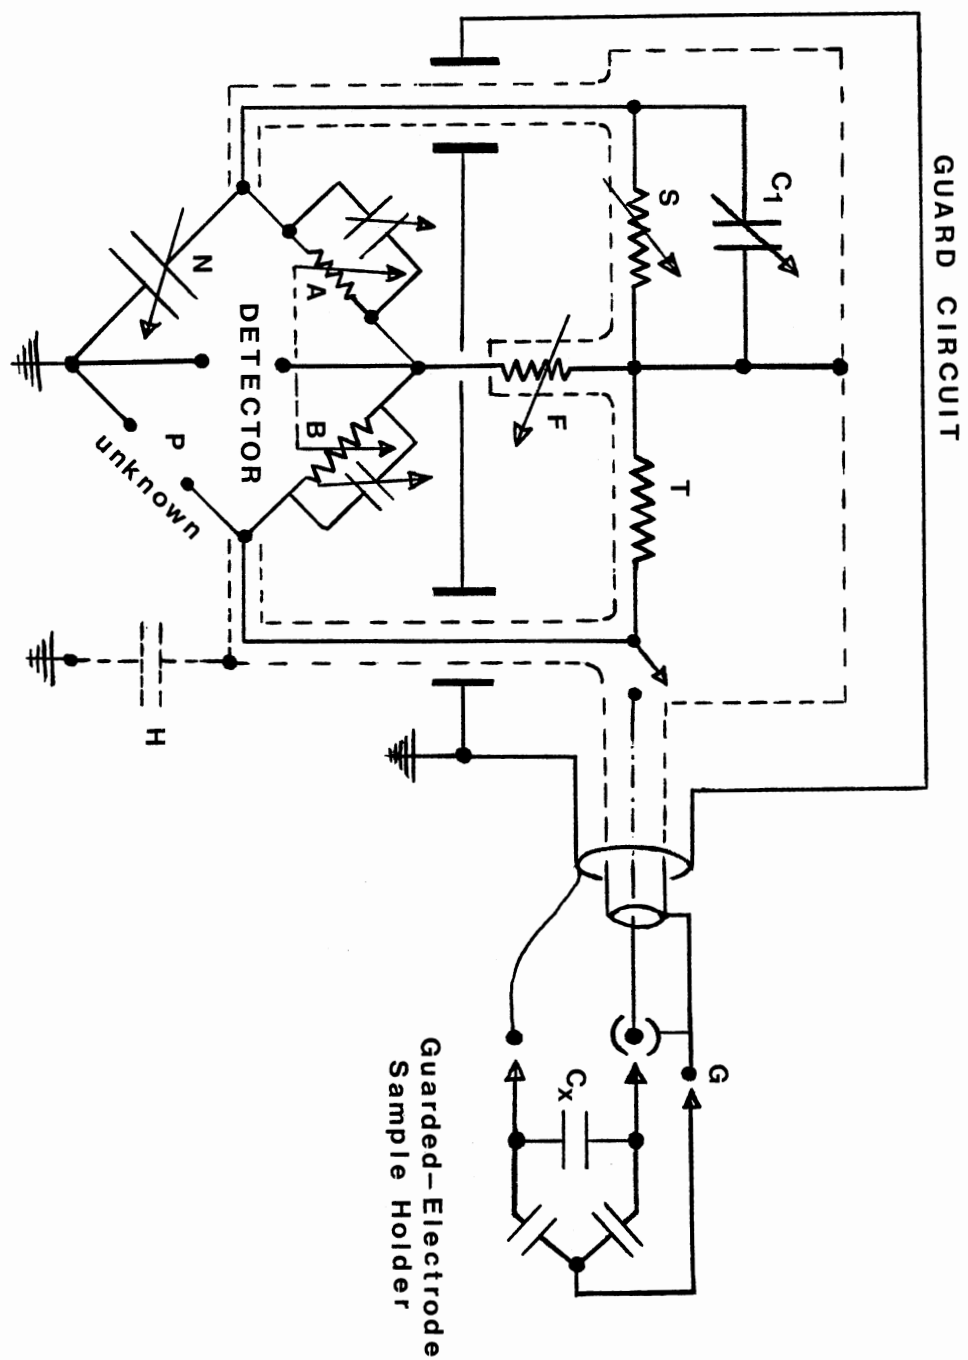 GUARD CIRCUIT
C1
S
T
F
N
A
B
DETECTOR
P
unknown
H
G
Cx
Guarded-Electrode
Sample Holder